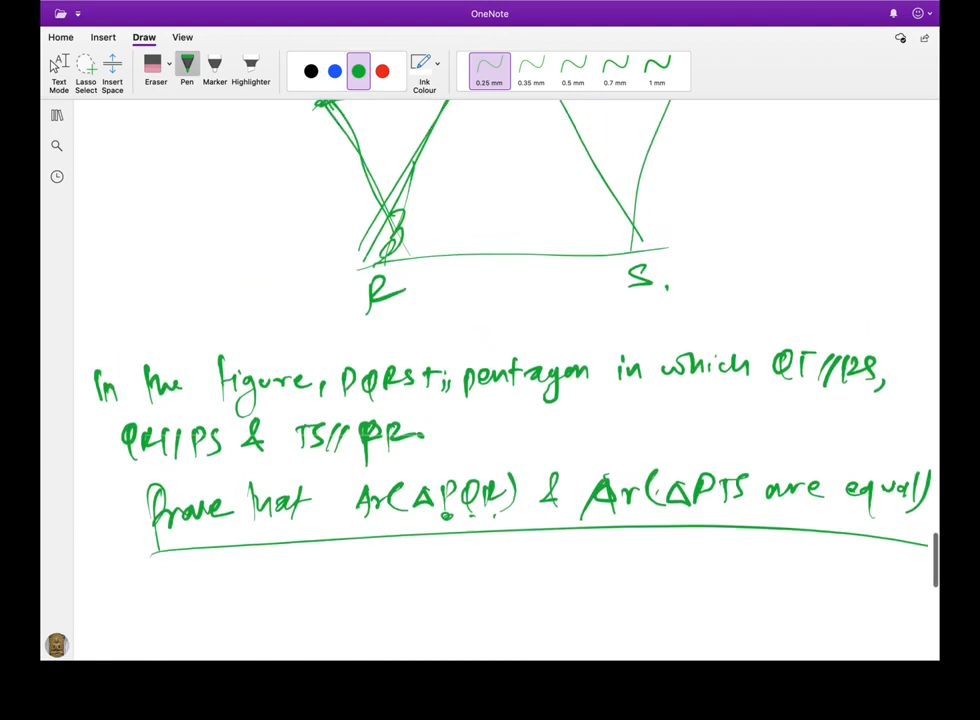 OneNote
Home Insert Draw View
Text Mode
Lasso Select
Insert Space
Eraser
Pen
Marker
Highlighter
Ink Colour
0.25 mm
0.35 mm
0.5 mm
0.7 mm
1 mm
R
S.
In the figure, PQRST is pentagon in which QT//RS,
QR//PS & TS//PR.
Prove that Ar(△PQR) & Ar(△PTS are equal)